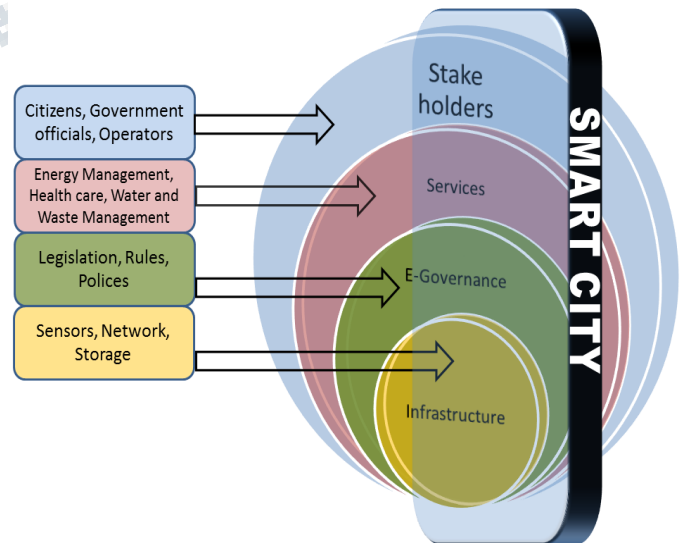 Citizens, Government
officials, Operators
Energy Management,
Health care, Water and
Waste Management
Legislation, Rules,
Polices
Sensors, Network,
Storage
Stake
holders
Services
E-Governance
Infrastructure
SMART CITY